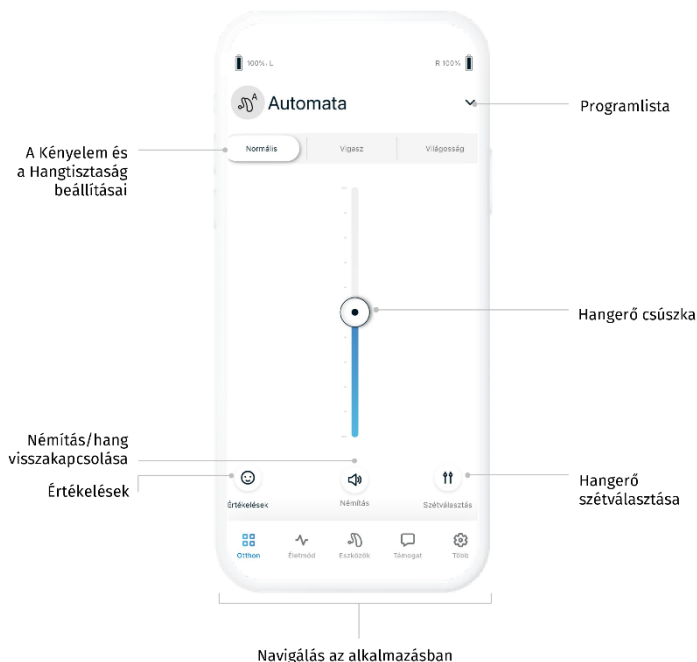 100%, L
R 100%
Automata
Programlista
Normális
Vigasz
Világosság
A Kényelem és
a Hangtisztaság
beállításai
Hangerő csúszka
Némítás/hang
visszakapcsolása
Értékelések
Hangerő
szétválasztása
Értékelések
Némítás
Szétválasztás
Otthon
Életmód
Eszközök
Támogat
Több
Navigálás az alkalmazásban